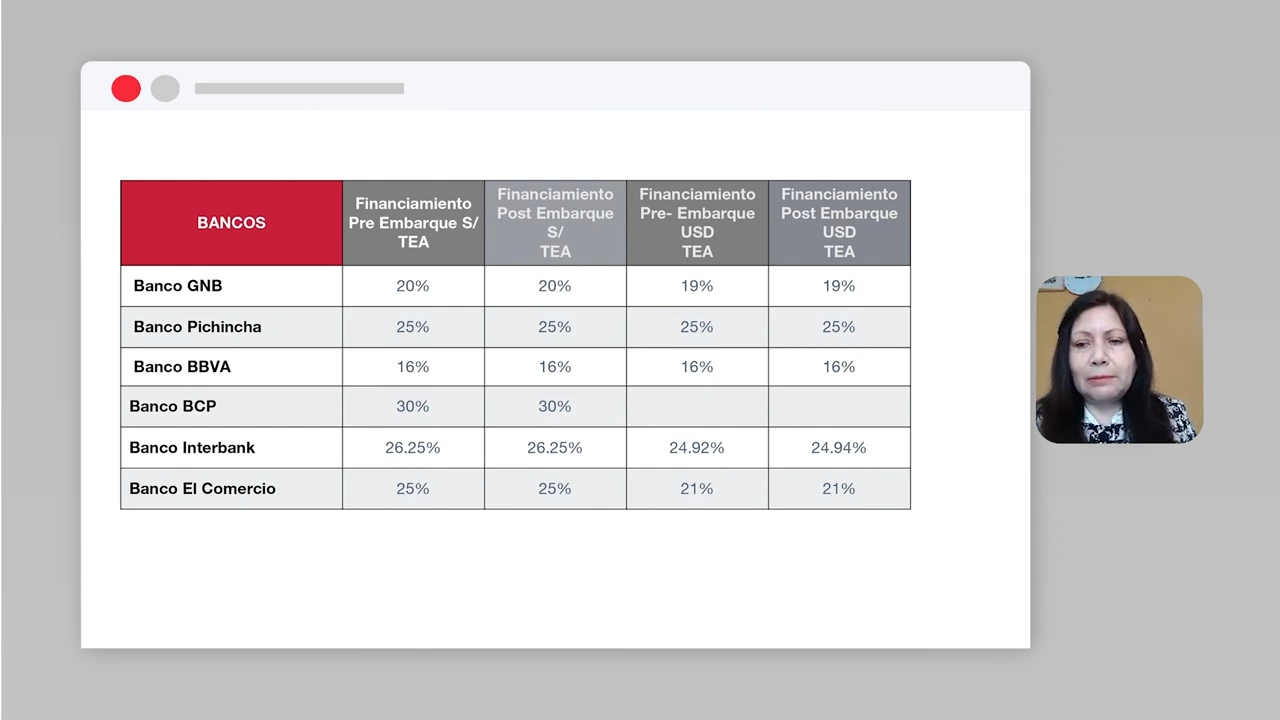 BANCOS
Financiamiento
Pre Embarque S/
TEA
Financiamiento
Post Embarque
S/
TEA
Financiamiento
Pre- Embarque
USD
TEA
Financiamiento
Post Embarque
USD
TEA
Banco GNB 20% 20% 19% 19%
Banco Pichincha 25% 25% 25% 25%
Banco BBVA 16% 16% 16% 16%
Banco BCP 30% 30%
Banco Interbank 26.25% 26.25% 24.92% 24.94%
Banco El Comercio 25% 25% 21% 21%